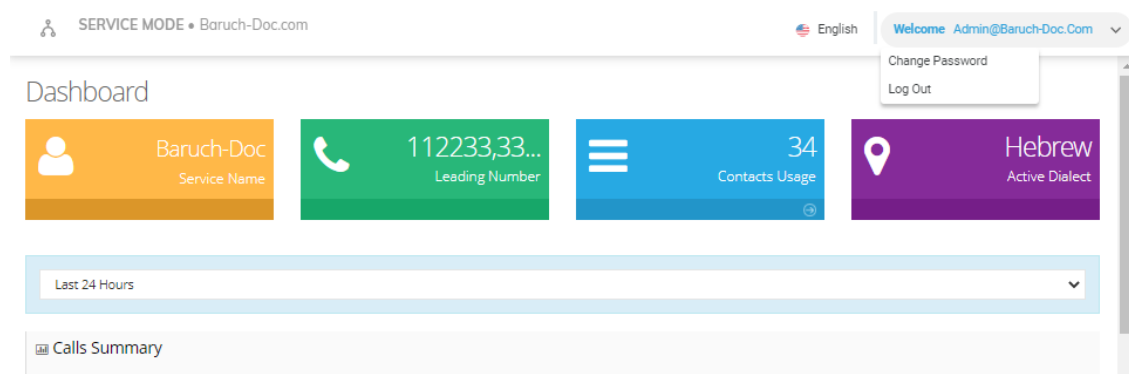 SERVICE MODE • Baruch-Doc.com
English
Welcome Admin@Baruch-Doc.Com
Change Password
Log Out
Dashboard
Baruch-Doc
Service Name
112233,33...
Leading Number
34
Contacts Usage
Hebrew
Active Dialect
Last 24 Hours
Calls Summary